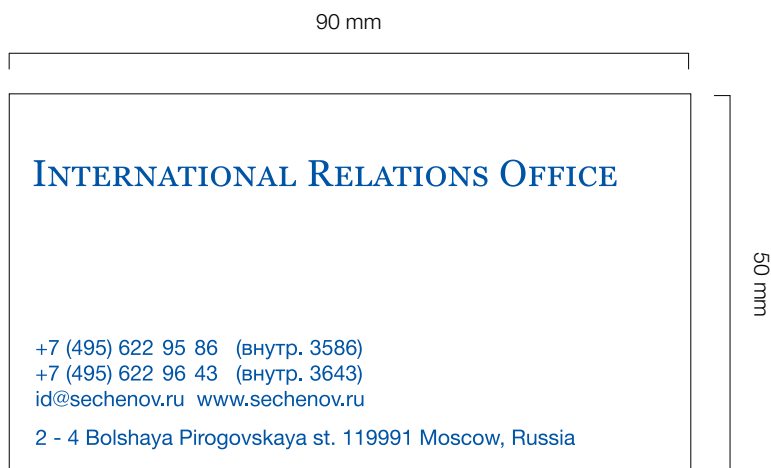 90 mm
INTERNATIONAL RELATIONS OFFICE
50 mm
+7 (495) 622 95 86 (внутр. 3586)
+7 (495) 622 96 43 (внутр. 3643)
id@sechenov.ru www.sechenov.ru
2 - 4 Bolshaya Pirogovskaya st. 119991 Moscow, Russia